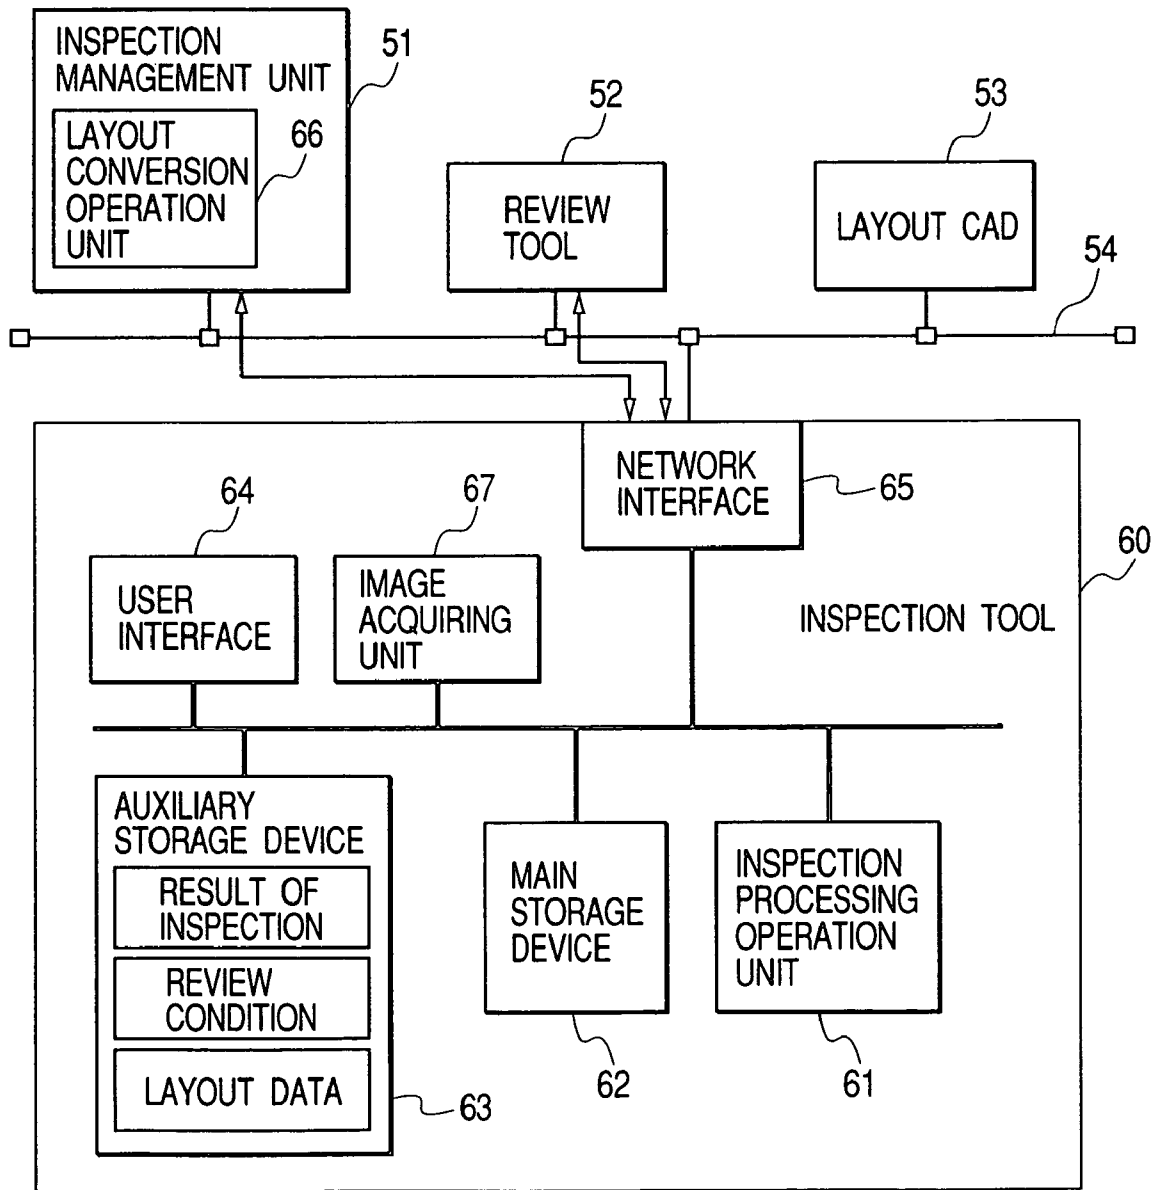 INSPECTION
MANAGEMENT UNIT
51
LAYOUT
CONVERSION
OPERATION
UNIT
66
52
REVIEW
TOOL
53
LAYOUT CAD
54
NETWORK
INTERFACE
65
60
INSPECTION TOOL
64
USER
INTERFACE
67
IMAGE
ACQUIRING
UNIT
AUXILIARY
STORAGE DEVICE
RESULT OF
INSPECTION
REVIEW
CONDITION
LAYOUT DATA
63
MAIN
STORAGE
DEVICE
62
INSPECTION
PROCESSING
OPERATION
UNIT
61